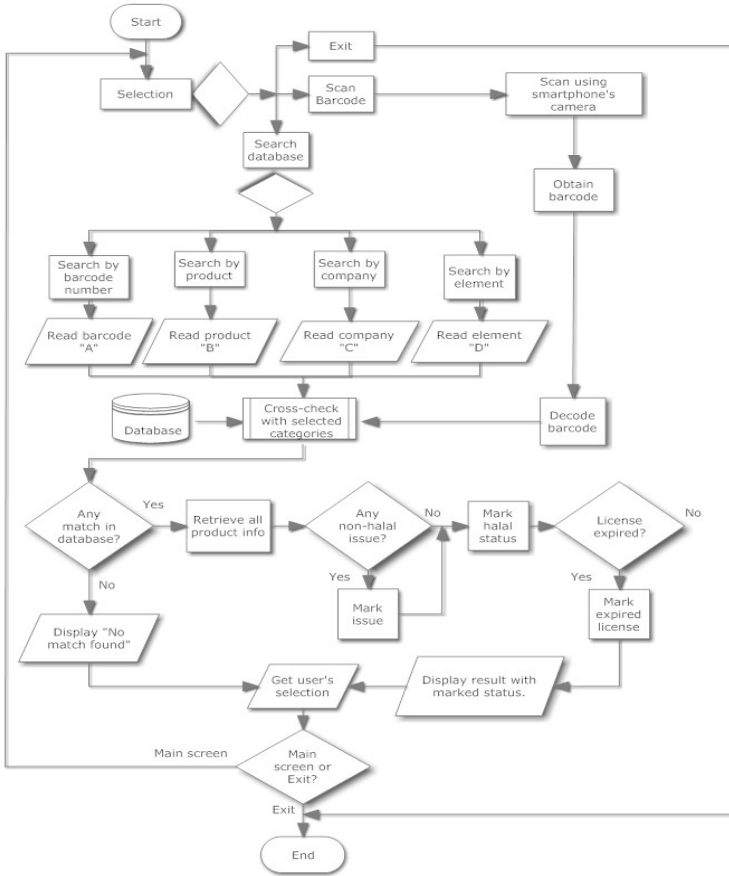 Start
Exit
Selection
Scan
Barcode
Scan using
smartphone's
camera
Search
database
Obtain
barcode
Search by
barcode
number
Search by
product
Search by
company
Search by
element
Read barcode
"A"
Read product
"B"
Read company
"C"
Read element
"D"
Database
Cross-check
with selected
categories
Decode
barcode
Any
match in
database?
Yes
Retrieve all
product info
Any
non-halal
issue?
No
Mark
halal
status
License
expired?
No
No
Yes
Mark
issue
Yes
Mark
expired
license
Display "No
match found"
Get user's
selection
Display result with
marked status.
Main screen
Main
screen or
Exit?
Exit
End